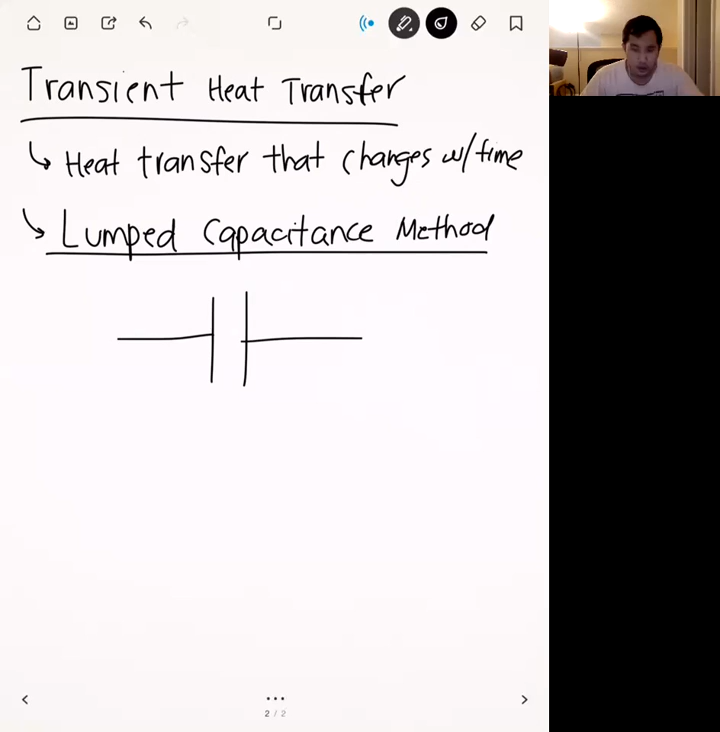 Transient Heat Transfer
↳ Heat transfer that changes w/time
↳ Lumped Capacitance Method
2 / 2